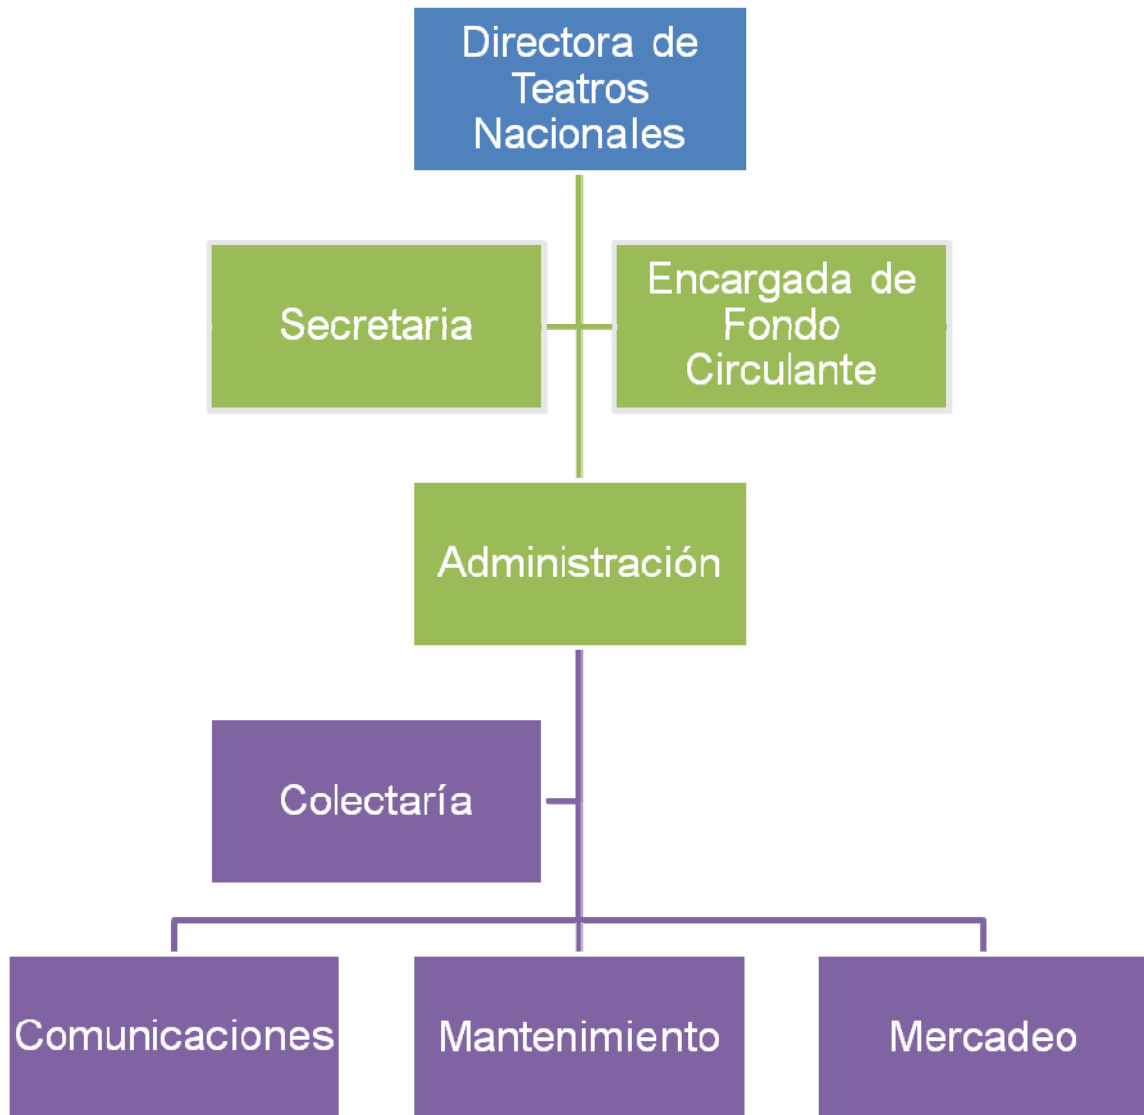 Directora de
Teatros
Nacionales
Secretaria
Encargada de
Fondo
Circulante
Administración
Colectaría
Comunicaciones
Mantenimiento
Mercadeo